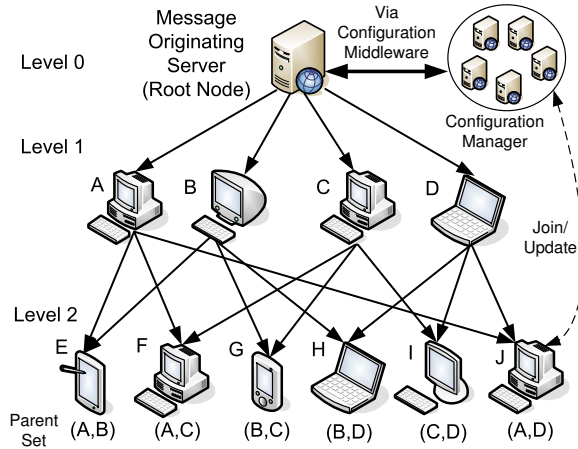 Message
Originating
Server
(Root Node)
Via
Configuration
Middleware
Level 0
Configuration
Manager
Level 1
A
B
C
D
Join/
Update
Level 2
E
F
G
H
I
J
Parent
Set
(A,B)
(A,C)
(B,C)
(B,D)
(C,D)
(A,D)